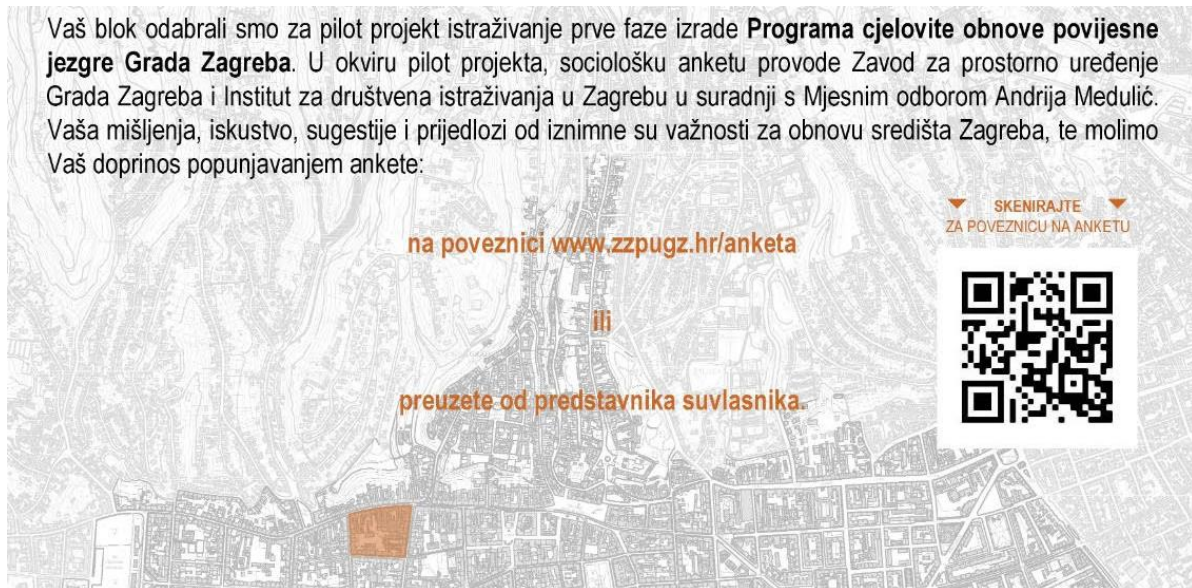 Vaš blok odabrali smo za pilot projekt istraživanje prve faze izrade Programa cjelovite obnove povijesne
jezgre Grada Zagreba. U okviru pilot projekta, sociološku anketu provode Zavod za prostorno uređenje
Grada Zagreba i Institut za društvena istraživanja u Zagrebu u suradnji s Mjesnim odborom Andrija Medulić.
Vaša mišljenja, iskustvo, sugestije i prijedlozi od iznimne su važnosti za obnovu središta Zagreba, te molimo
Vaš doprinos popunjavanjem ankete:
SKENIRAJTE
ZA POVEZNICU NA ANKETU
na poveznici www.zzpugz.hr/anketa
ili
preuzete od predstavnika suvlasnika.